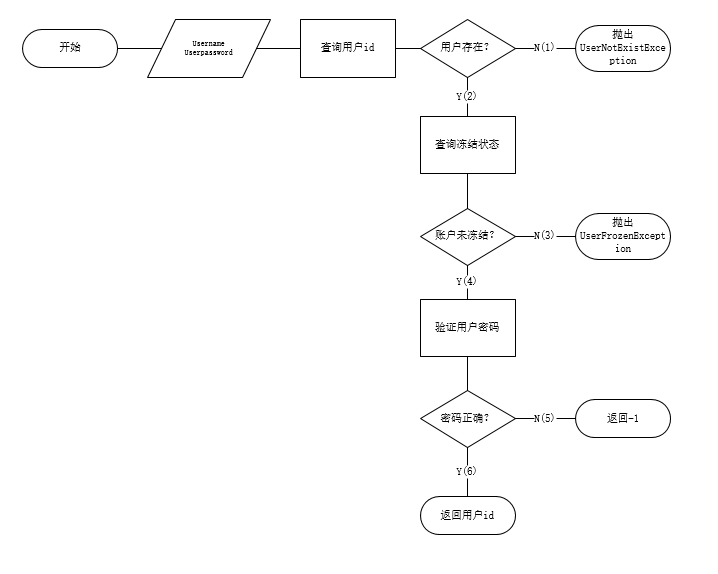 开始
Username
Userpassword
查询用户id
用户存在？
N(1)
抛出
UserNotExistExce
ption
Y(2)
查询冻结状态
账户未冻结？
N(3)
抛出
UserFrozenExcept
ion
Y(4)
验证用户密码
密码正确？
N(5)
返回-1
Y(6)
返回用户id